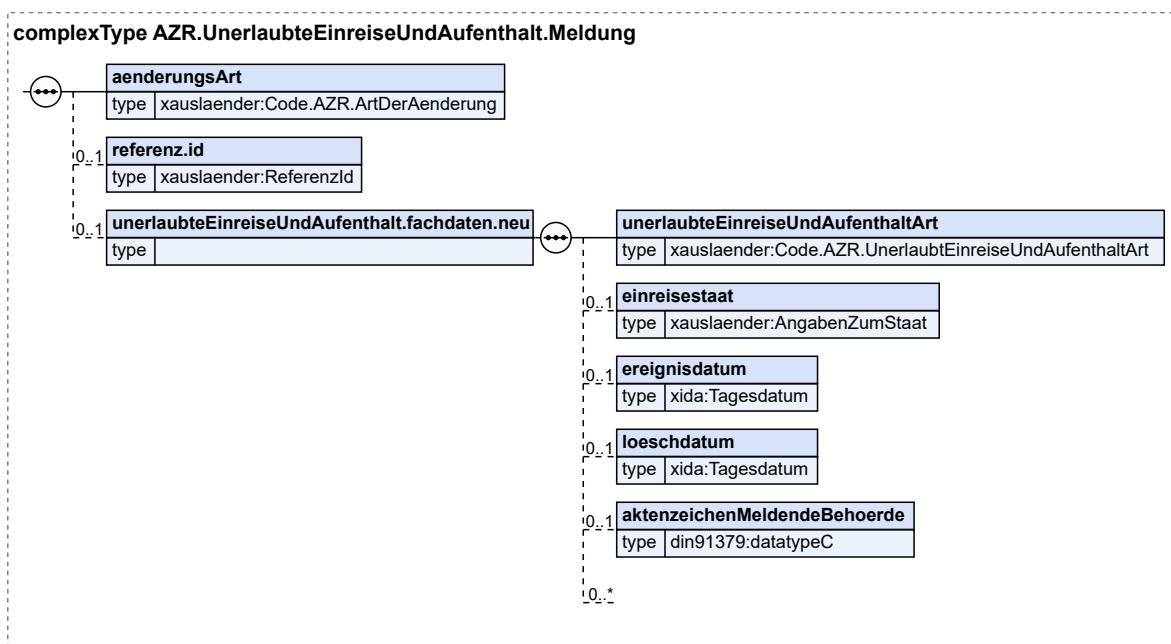 complexType AZR.UnerlaubteEinreiseUndAufenthalt.Meldung
aenderungsArt
type xauslaender:Code.AZR.ArtDerAenderung
0..1 referenz.id
type xauslaender:ReferenzId
0..1 unerlaubteEinreiseUndAufenthalt.fachdaten.neu
type
unerlaubteEinreiseUndAufenthaltArt
type xauslaender:Code.AZR.UnerlaubtEinreiseUndAufenthaltArt
0..1 einreisestaat
type xauslaender:AngabenZumStaat
0..1 ereignisdatum
type xida:Tagesdatum
0..1 loeschdatum
type xida:Tagesdatum
0..1 aktenzeichenMeldendeBehoerde
type din91379:datatypeC
0..*